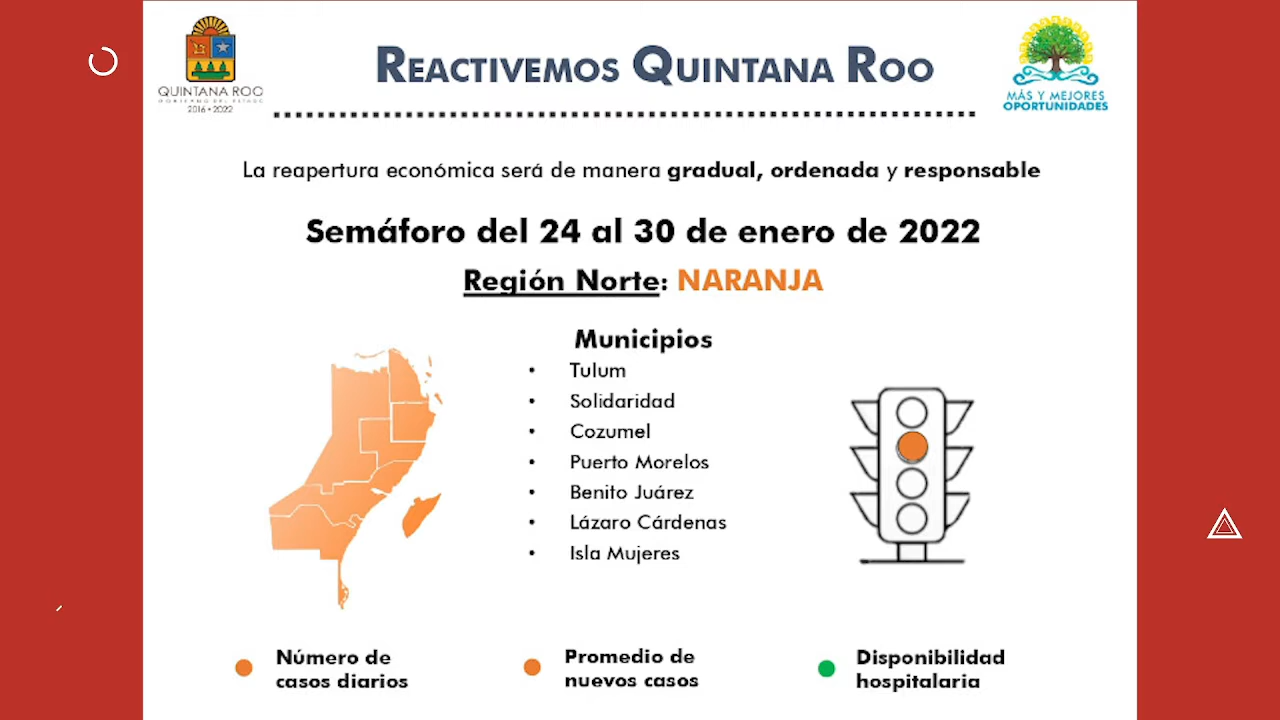 QUINTANA ROO
GOBIERNO DEL ESTADO
2016 • 2022
REACTIVEMOS QUINTANA ROO
MÁS Y MEJORES
OPORTUNIDADES
La reapertura económica será de manera gradual, ordenada y responsable
Semáforo del 24 al 30 de enero de 2022
Región Norte: NARANJA
Municipios
• Tulum
• Solidaridad
• Cozumel
• Puerto Morelos
• Benito Juárez
• Lázaro Cárdenas
• Isla Mujeres
Número de
casos diarios
Promedio de
nuevos casos
Disponibilidad
hospitalaria